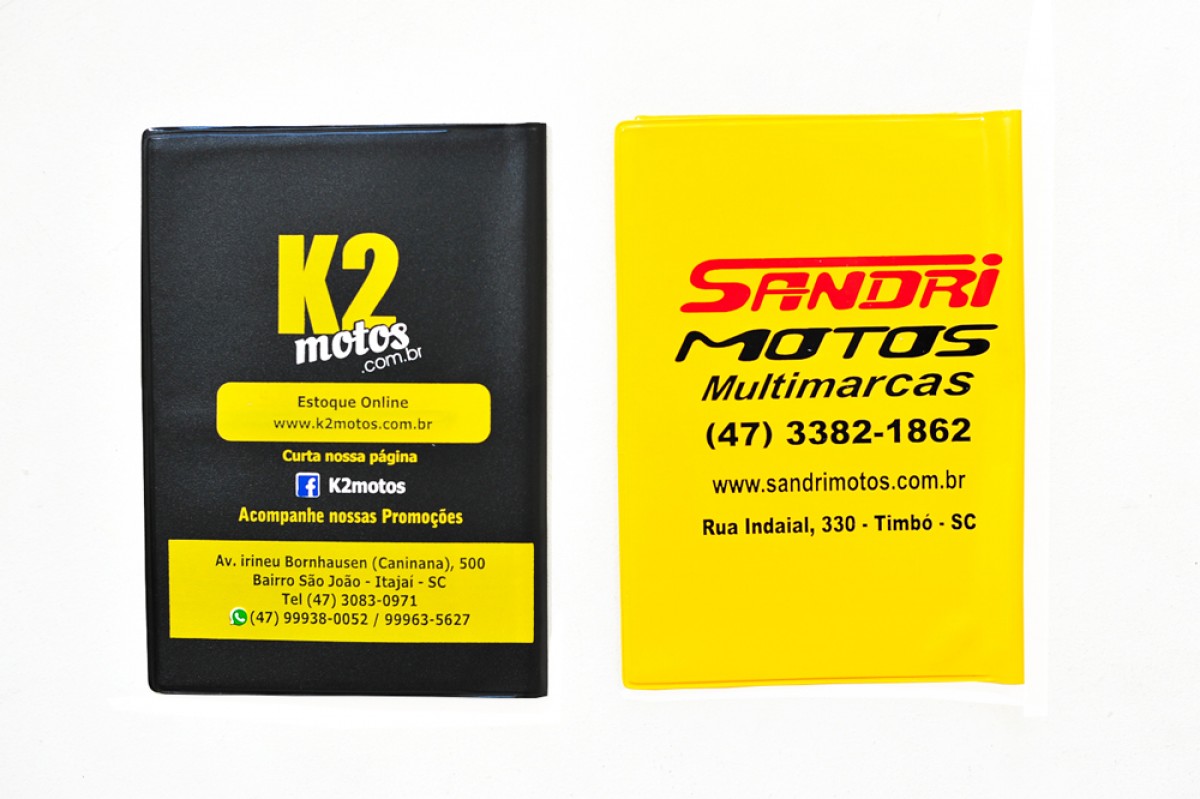 K2
motos
.com.br
Estoque Online
www.k2motos.com.br
Curta nossa página
f K2motos
Acompanhe nossas Promoções
Av. irineu Bornhausen (Caninana), 500
Bairro São João - Itajaí - SC
Tel (47) 3083-0971
(47) 99938-0052 / 99963-5627
SANDRi
MOTOS
Multimarcas
(47) 3382-1862
www.sandrimotos.com.br
Rua Indaial, 330 - Timbó - SC